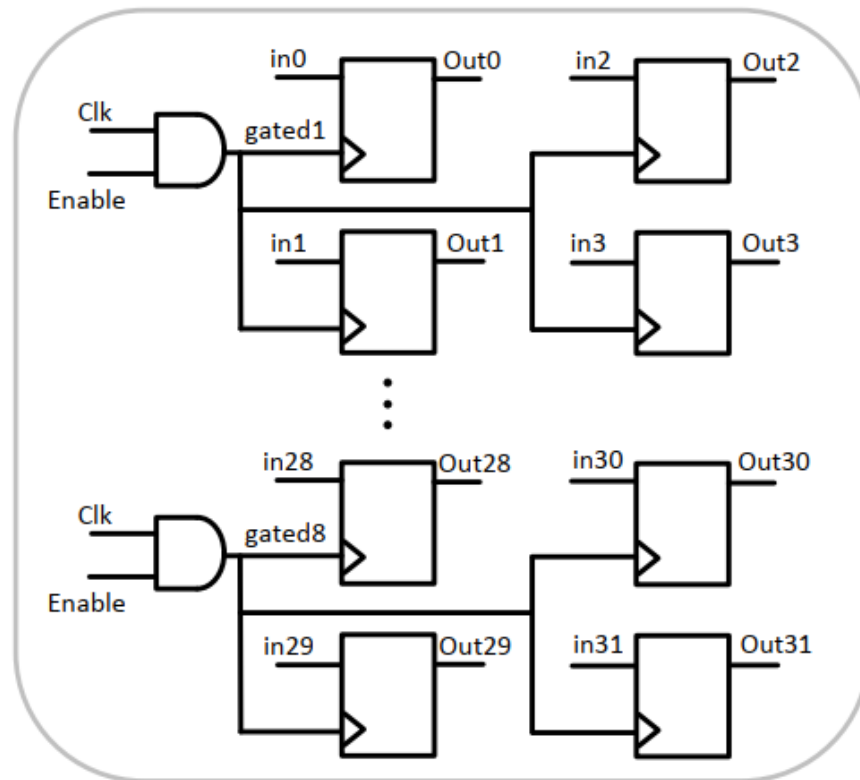 in0
Out0
in2
Out2
Clk
gated1
Enable
in1
Out1
in3
Out3
in28
Out28
in30
Out30
Clk
gated8
Enable
in29
Out29
in31
Out31